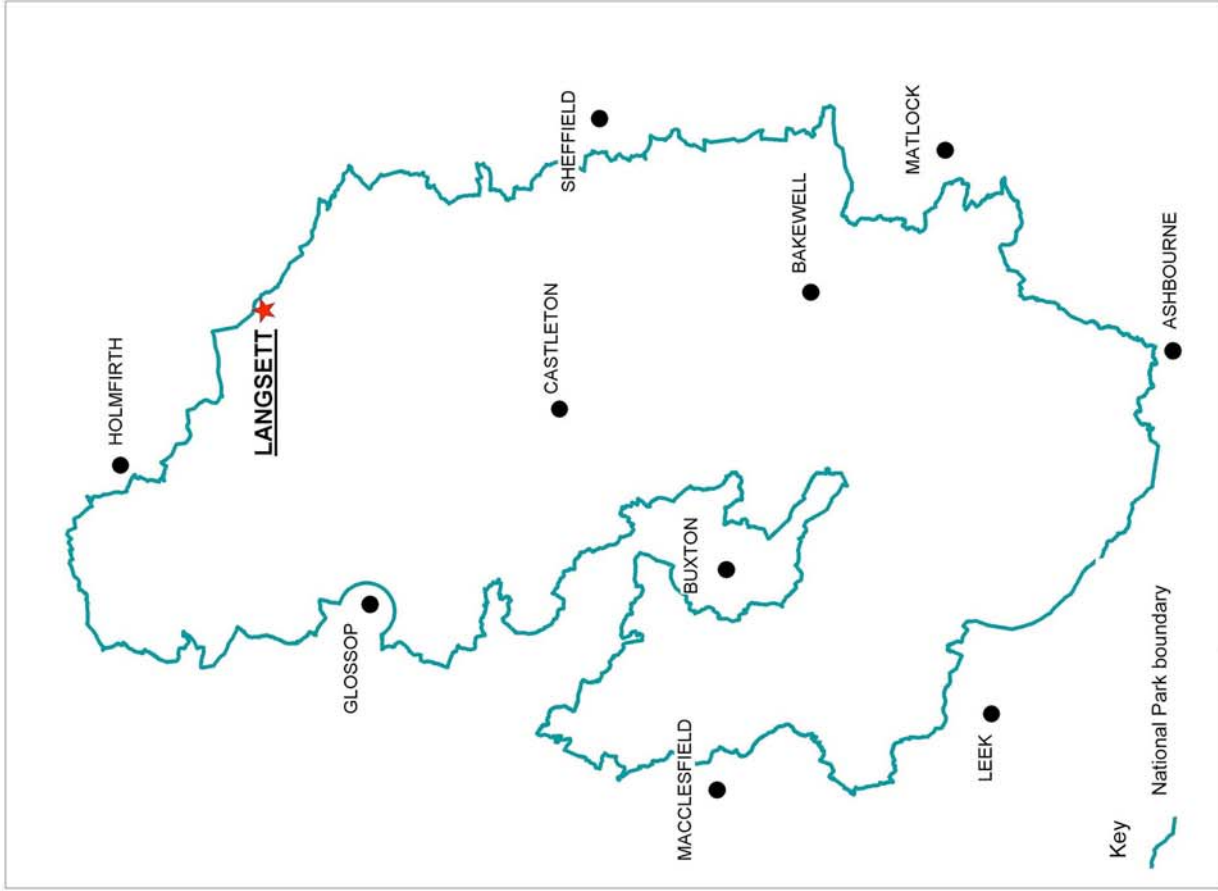 HOLMFIRTH
LANGSETT
GLOSSOP
SHEFFIELD
CASTLETON
BUXTON
BAKEWELL
MACCLESFIELD
MATLOCK
LEEK
ASHBOURNE
Key
National Park boundary